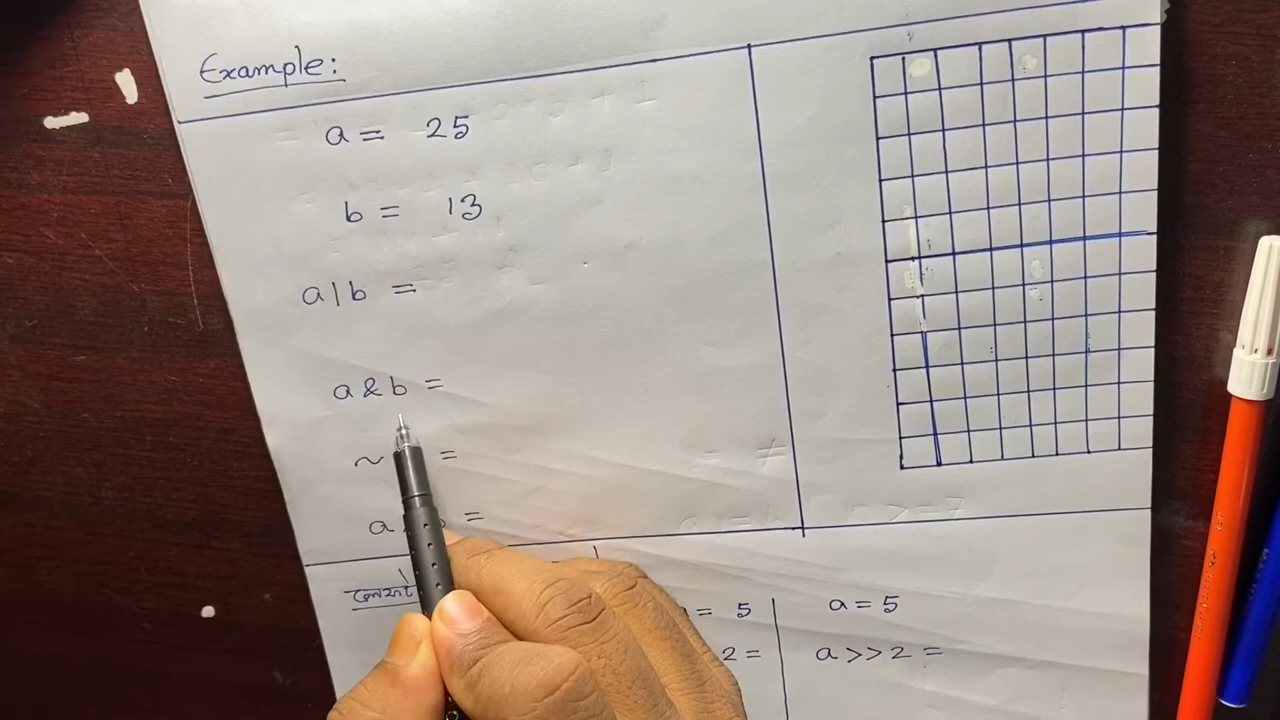 Example:
a = 25
b = 13
a | b =
a & b =
~ =
a =
= 5
2 =
a = 5
a >> 2 =